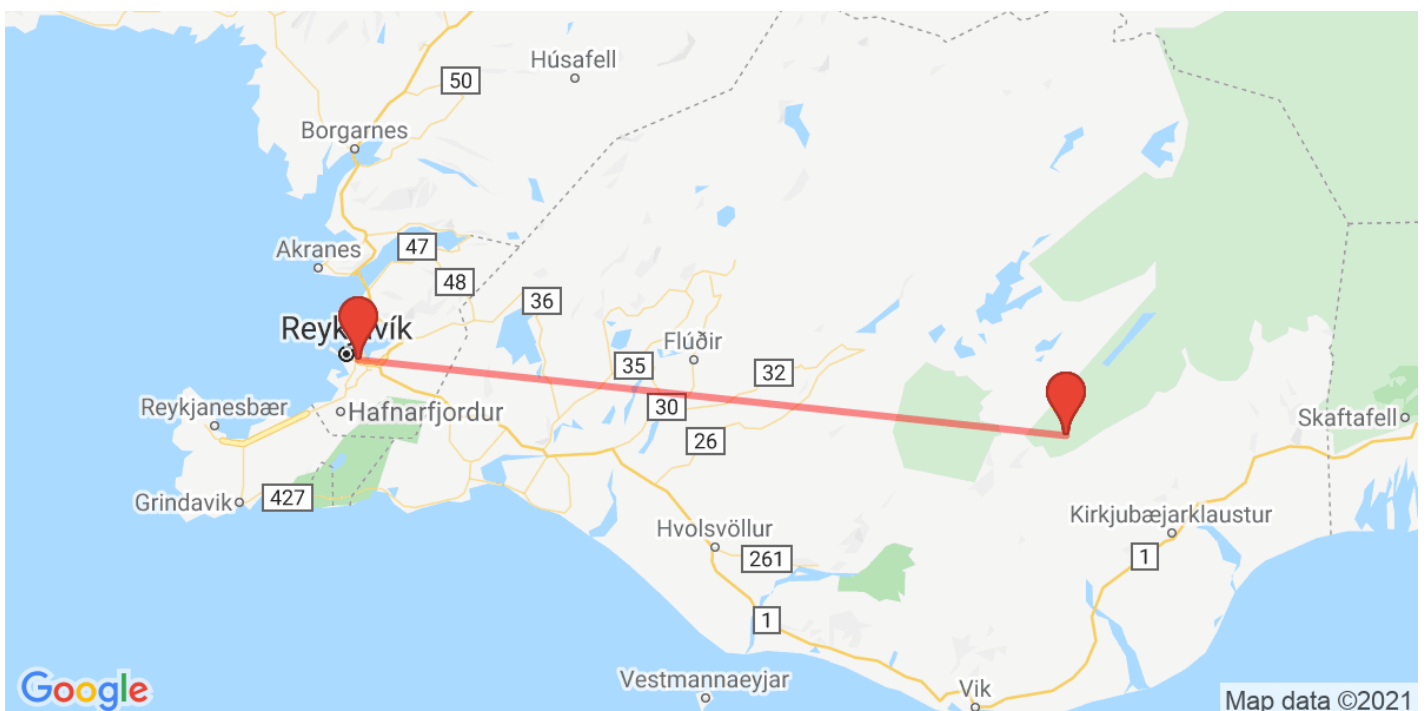 Húsafell
50
Borgarnes
47
Akranes
48
36
Reykjavík
Flúðir
35
32
Reykjanesbær
Hafnarfjordur
30
Skaftafell
26
427
Grindavik
Kirkjubæjarklaustur
Hvolsvöllur
261
1
1
Vestmannaeyjar
Vik
Google
Map data ©2021